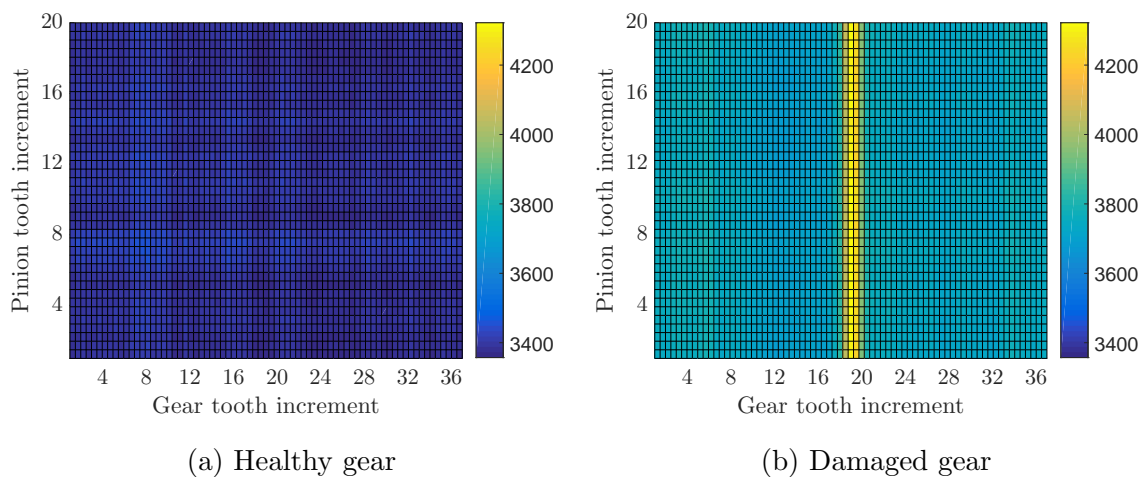 20
16
12
8
4
Pinion tooth increment
4 8 12 16 20 24 28 32 36
Gear tooth increment
4200
4000
3800
3600
3400
(a) Healthy gear
20
16
12
8
4
Pinion tooth increment
4 8 12 16 20 24 28 32 36
Gear tooth increment
4200
4000
3800
3600
3400
(b) Damaged gear